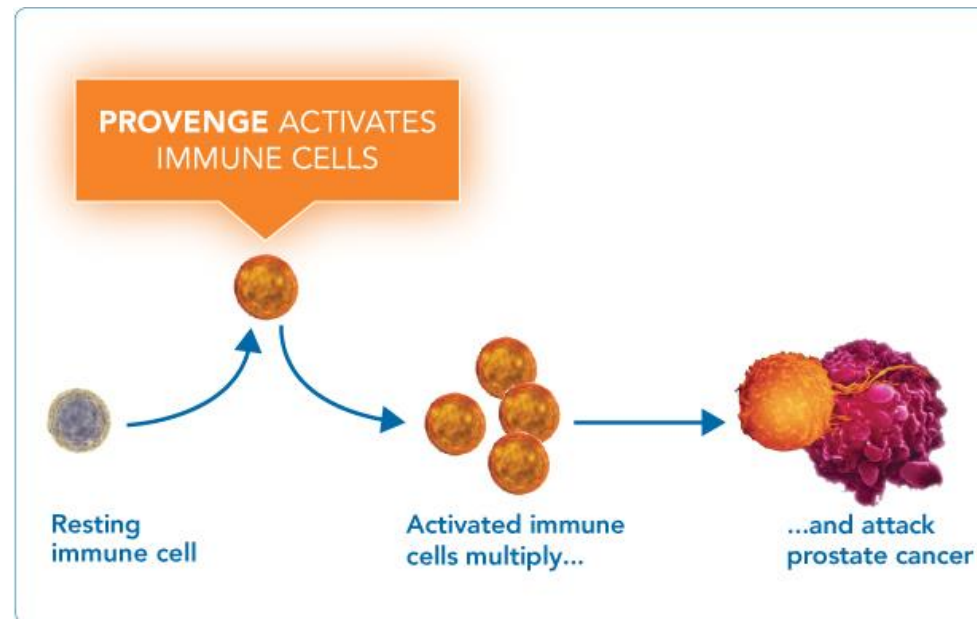 PROVENGE ACTIVATES
IMMUNE CELLS
Resting
immune cell
Activated immune
cells multiply...
...and attack
prostate cancer